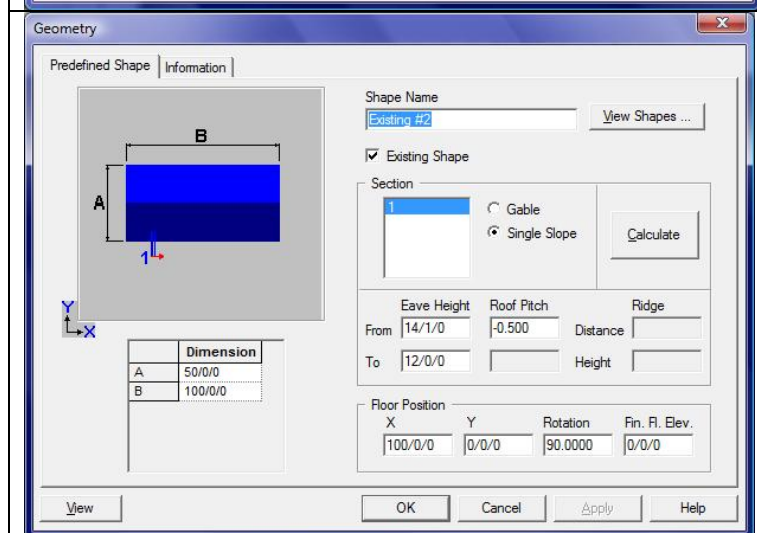 Geometry
Predefined Shape Information
B
A
1
Y
X
Dimension
A 50/0/0
B 100/0/0
Shape Name
Existing #2 View Shapes ...
Existing Shape
Section
1
Gable
Single Slope
Calculate
Eave Height Roof Pitch Ridge
From 14/1/0 -0.500 Distance
To 12/0/0 Height
Floor Position
X Y Rotation Fin. Fl. Elev.
100/0/0 0/0/0 90.0000 0/0/0
View OK Cancel Apply Help